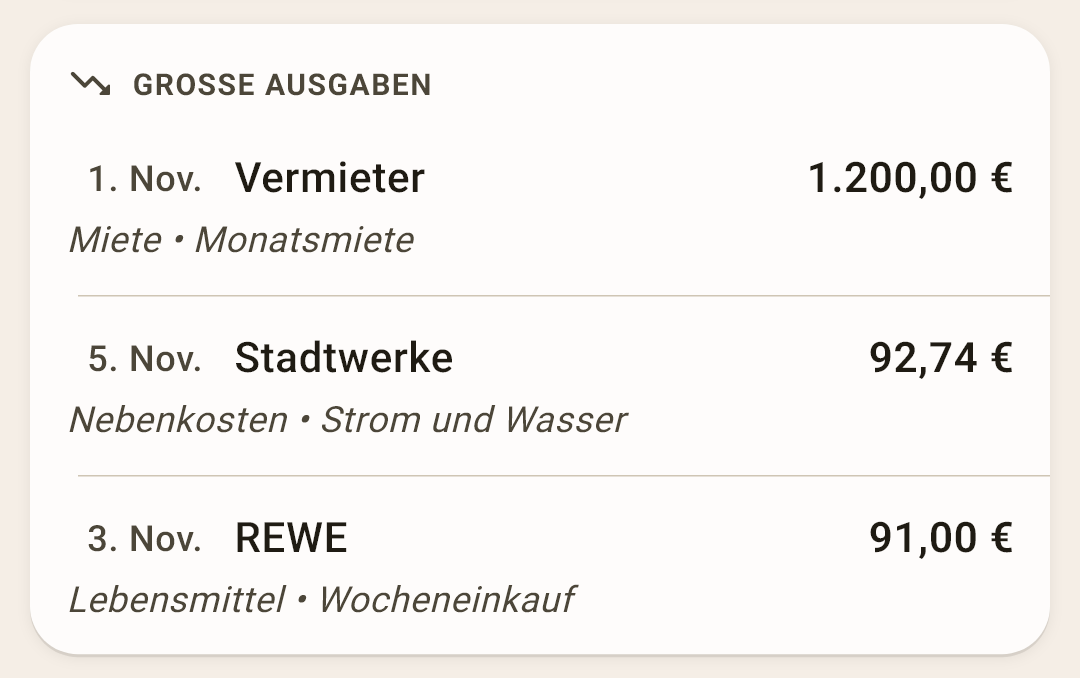 GROSSE AUSGABEN
1. Nov. Vermieter 1.200,00 €
Miete • Monatsmiete
5. Nov. Stadtwerke 92,74 €
Nebenkosten • Strom und Wasser
3. Nov. REWE 91,00 €
Lebensmittel • Wocheneinkauf